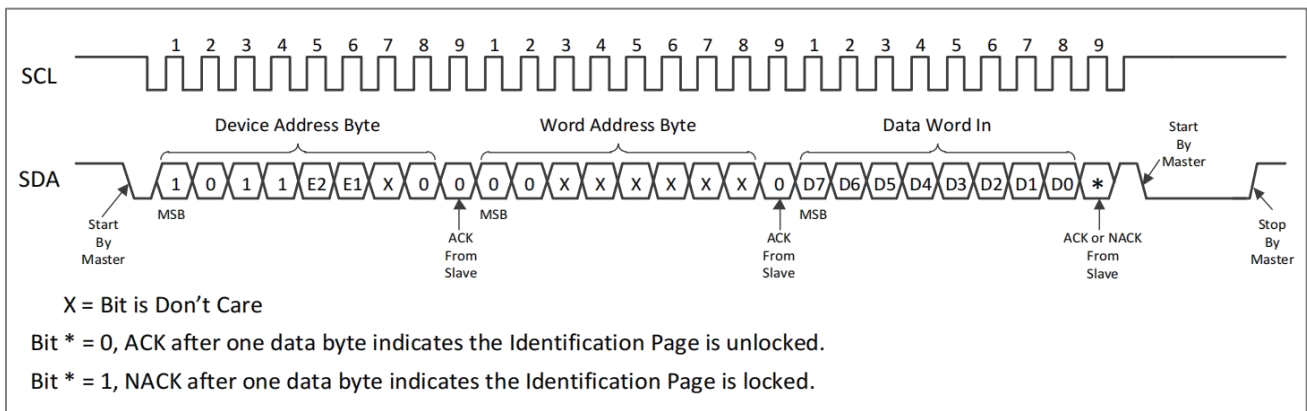 1 2 3 4 5 6 7 8 9 1 2 3 4 5 6 7 8 9 1 2 3 4 5 6 7 8 9
SCL
Device Address Byte Word Address Byte Data Word In
Start
By
Master
SDA
1 0 1 1 E2 E1 X 0 0 0 0 X X X X X X 0 D7 D6 D5 D4 D3 D2 D1 D0 *
MSB MSB MSB
Start
By
Master
ACK
From
Slave
ACK
From
Slave
ACK or NACK
From
Slave
Stop
By
Master
X = Bit is Don’t Care
Bit * = 0, ACK after one data byte indicates the Identification Page is unlocked.
Bit * = 1, NACK after one data byte indicates the Identification Page is locked.